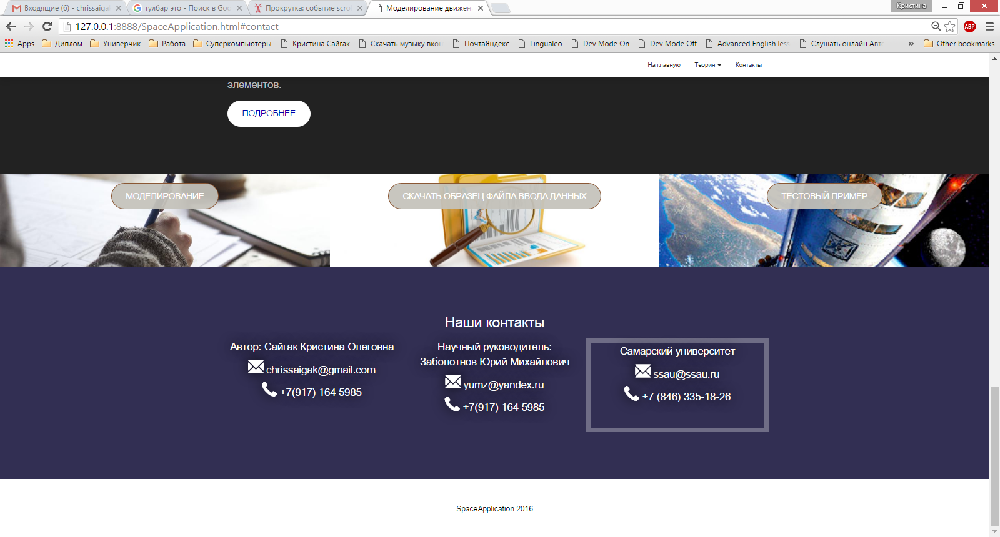 Входящие (6) - chrissaiga
тулбар это - Поиск в Goo
Прокрутка: событие scro
Моделирование движен
Кристина
127.0.0.1:8888/SpaceApplication.html#contact
ABP
Apps
Диплом
Универчик
Работа
Суперкомпьютеры
Кристина Сайгак
Скачать музыку вкон
ПочтаЯндекс
Lingualeo
Dev Mode On
Dev Mode Off
Advanced English less
Слушать онлайн Авто
»
Other bookmarks
На главную
Теория
Контакты
элементов.
ПОДРОБНЕЕ
МОДЕЛИРОВАНИЕ
СКАЧАТЬ ОБРАЗЕЦ ФАЙЛА ВВОДА ДАННЫХ
ТЕСТОВЫЙ ПРИМЕР
Наши контакты
Автор: Сайгак Кристина Олеговна
chrissaigak@gmail.com
+7(917) 164 5985
Научный руководитель:
Заболотнов Юрий Михайлович
yumz@yandex.ru
+7(917) 164 5985
Самарский университет
ssau@ssau.ru
+7 (846) 335-18-26
SpaceApplication 2016